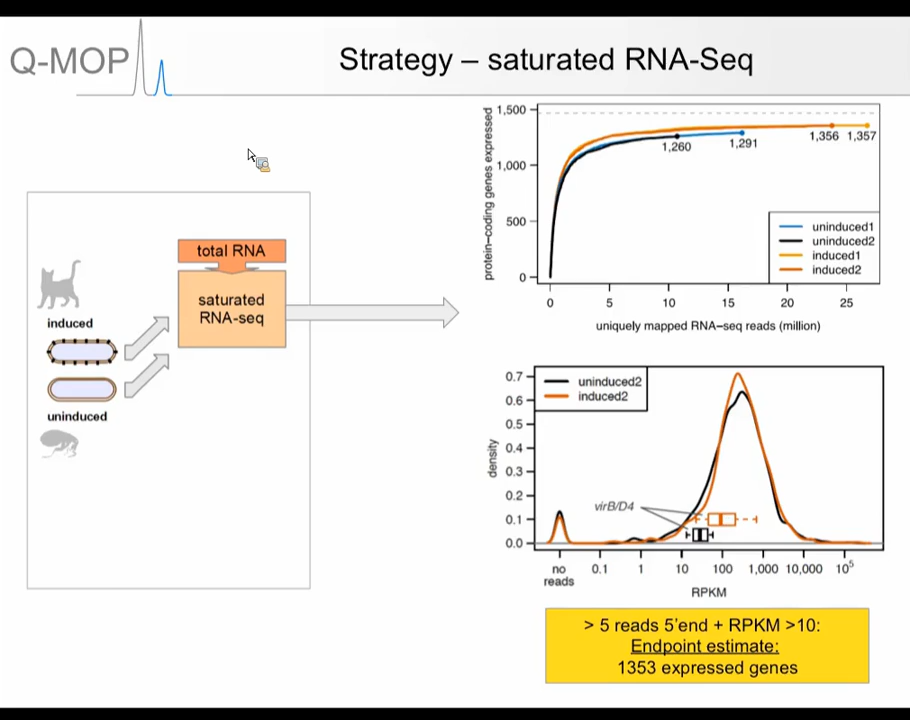 Q-MOP
Strategy – saturated RNA-Seq
total RNA
saturated
RNA-seq
induced
uninduced
protein–coding genes expressed
1,500
1,000
500
0
1,260
1,291
1,356
1,357
uninduced1
uninduced2
induced1
induced2
0
5
10
15
20
25
uniquely mapped RNA–seq reads (million)
density
0.7
0.6
0.5
0.4
0.3
0.2
0.1
0.0
uninduced2
induced2
virB/D4
no
reads
0.1
1
10
100
1,000
10,000
10⁵
RPKM
> 5 reads 5'end + RPKM >10:
Endpoint estimate:
1353 expressed genes